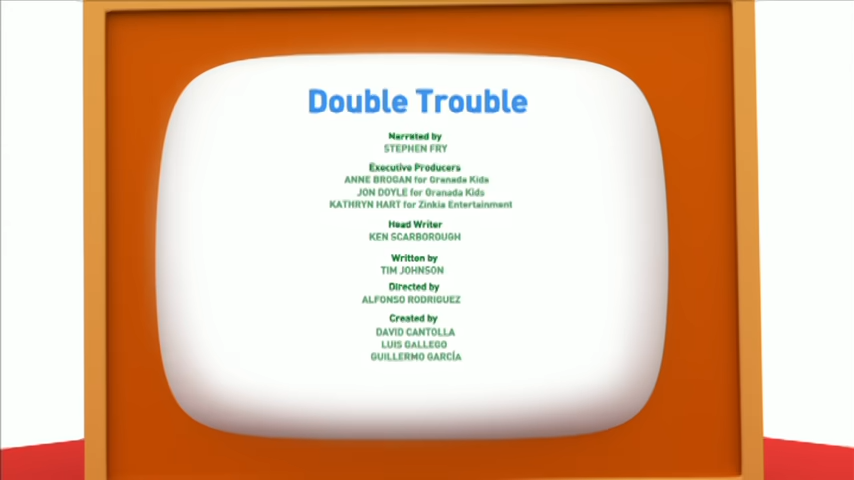 Double Trouble
Narrated by
STEPHEN FRY
Executive Producers
ANNE BROGAN for Granada Kids
JON DOYLE for Granada Kids
KATHRYN HART for Zinkia Entertainment
Head Writer
KEN SCARBOROUGH
Written by
TIM JOHNSON
Directed by
ALFONSO RODRIGUEZ
Created by
DAVID CANTOLLA
LUIS GALLEGO
GUILLERMO GARCÍA